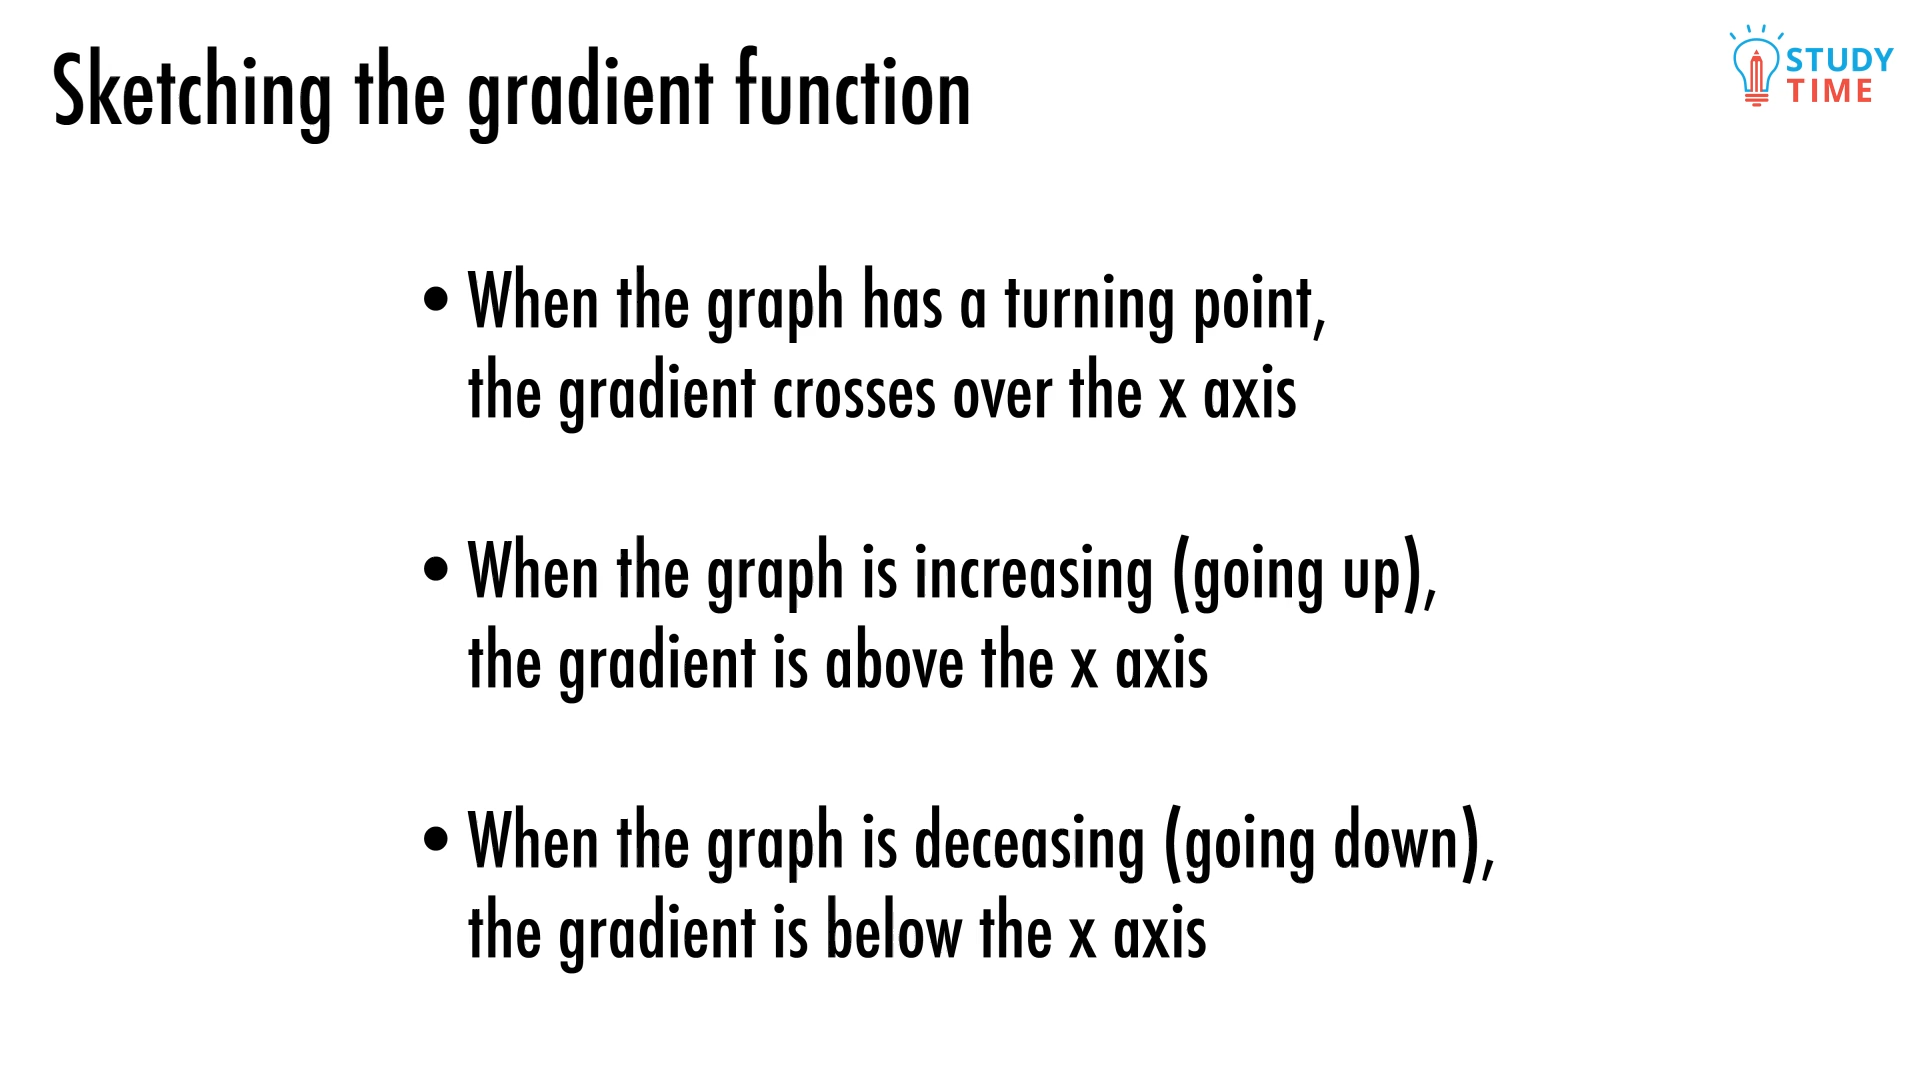 Sketching the gradient function
STUDY
TIME
• When the graph has a turning point,
the gradient crosses over the x axis
• When the graph is increasing (going up),
the gradient is above the x axis
• When the graph is deceasing (going down),
the gradient is below the x axis